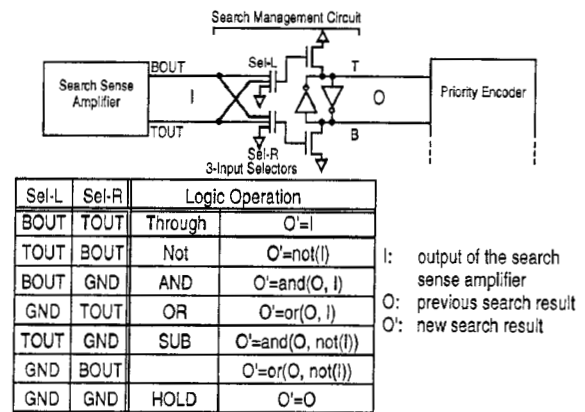 Search Management Circuit
Sel-L
BOUT
T
Search Sense
Amplifier
I
O
Priority Encoder
TOUT
B
Sel-R
3-Input Selectors
Sel-L Sel-R Logic Operation
BOUT TOUT Through O'=I
TOUT BOUT Not O'=not(I)
BOUT GND AND O'=and(O, I)
GND TOUT OR O'=or(O, I)
TOUT GND SUB O'=and(O, not(I))
GND BOUT O'=or(O, not(I))
GND GND HOLD O'=O
I: output of the search
sense amplifier
O: previous search result
O': new search result